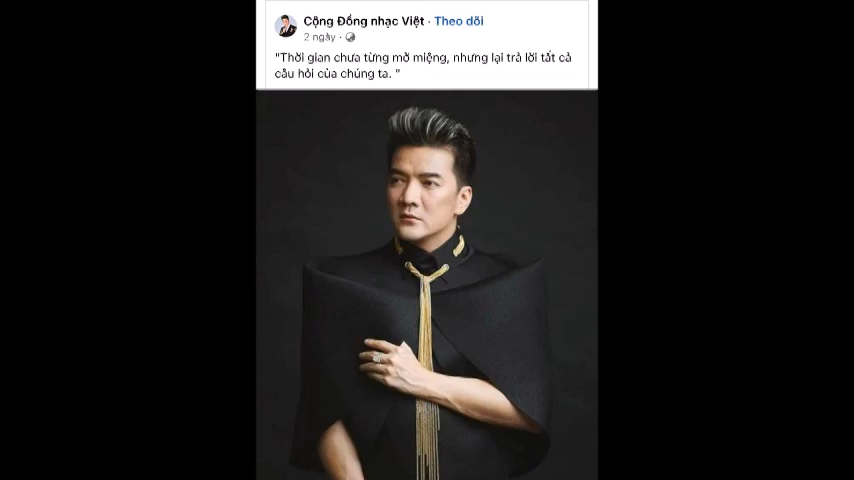 Cộng Đồng nhạc Việt · Theo dõi
2 ngày ·
"Thời gian chưa từng mở miệng, nhưng lại trả lời tất cả
câu hỏi của chúng ta. "